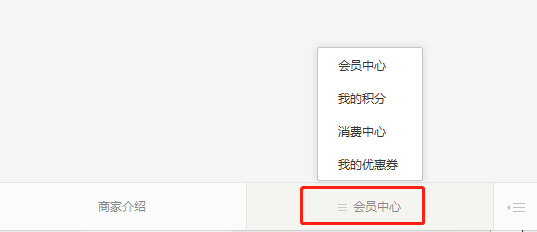 会员中心
我的积分
消费中心
我的优惠券
商家介绍
会员中心